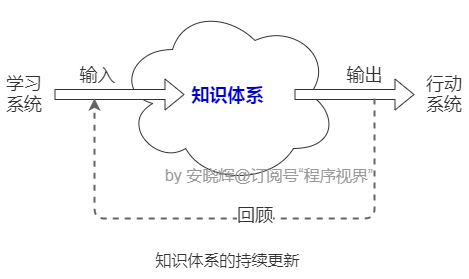 学习
系统
输入
知识体系
输出
行动
系统
by 安晓辉@订阅号“程序视界”
回顾
知识体系的持续更新